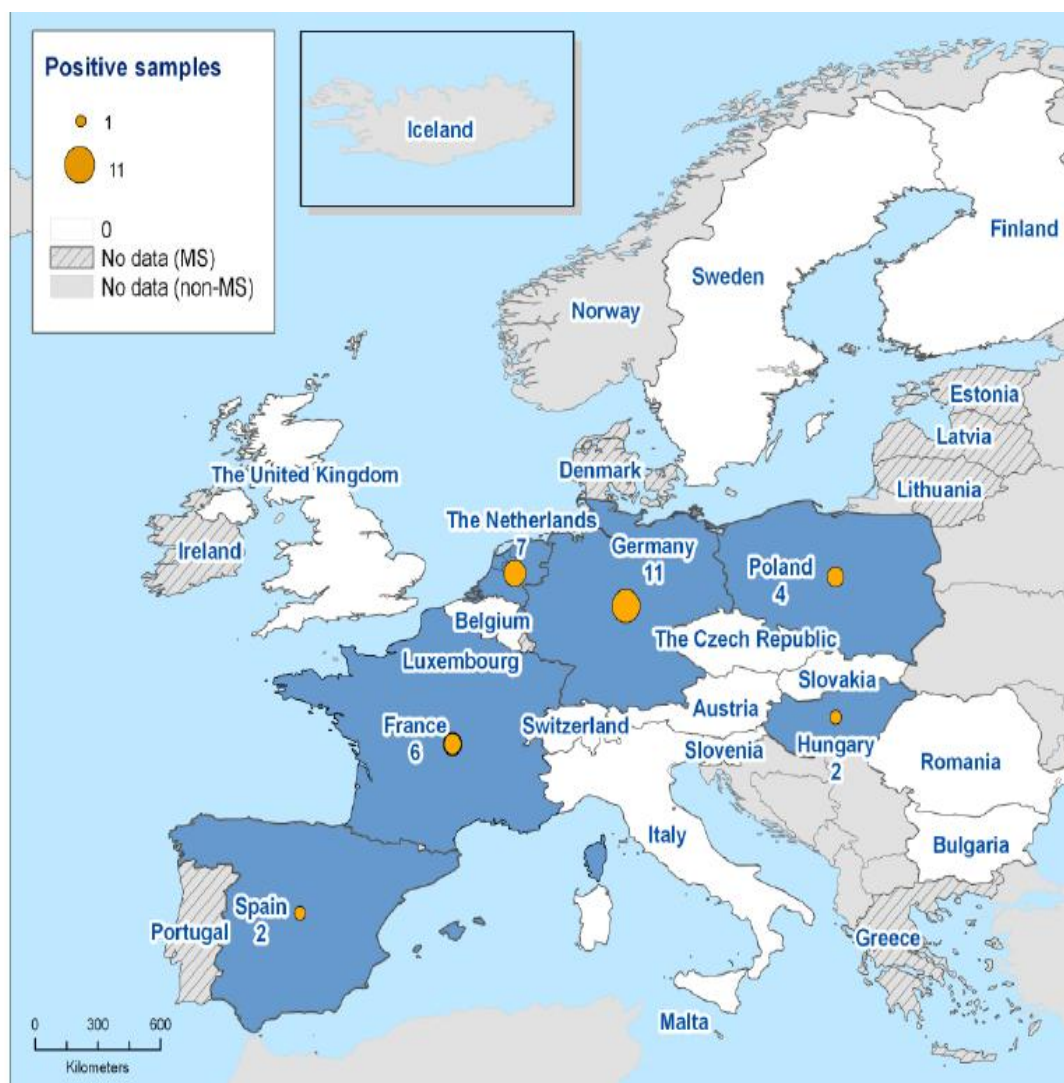 Positive samples
1
11
0
No data (MS)
No data (non-MS)
Iceland
Finland
Sweden
Norway
Estonia
Latvia
Lithuania
Denmark
The United Kingdom
Ireland
The Netherlands
7
Germany
11
Poland
4
Belgium
The Czech Republic
Luxembourg
Slovakia
Austria
France
6
Switzerland
Slovenia
Hungary
2
Romania
Italy
Bulgaria
Spain
2
Portugal
Greece
Malta
0 300 600
Kilometers